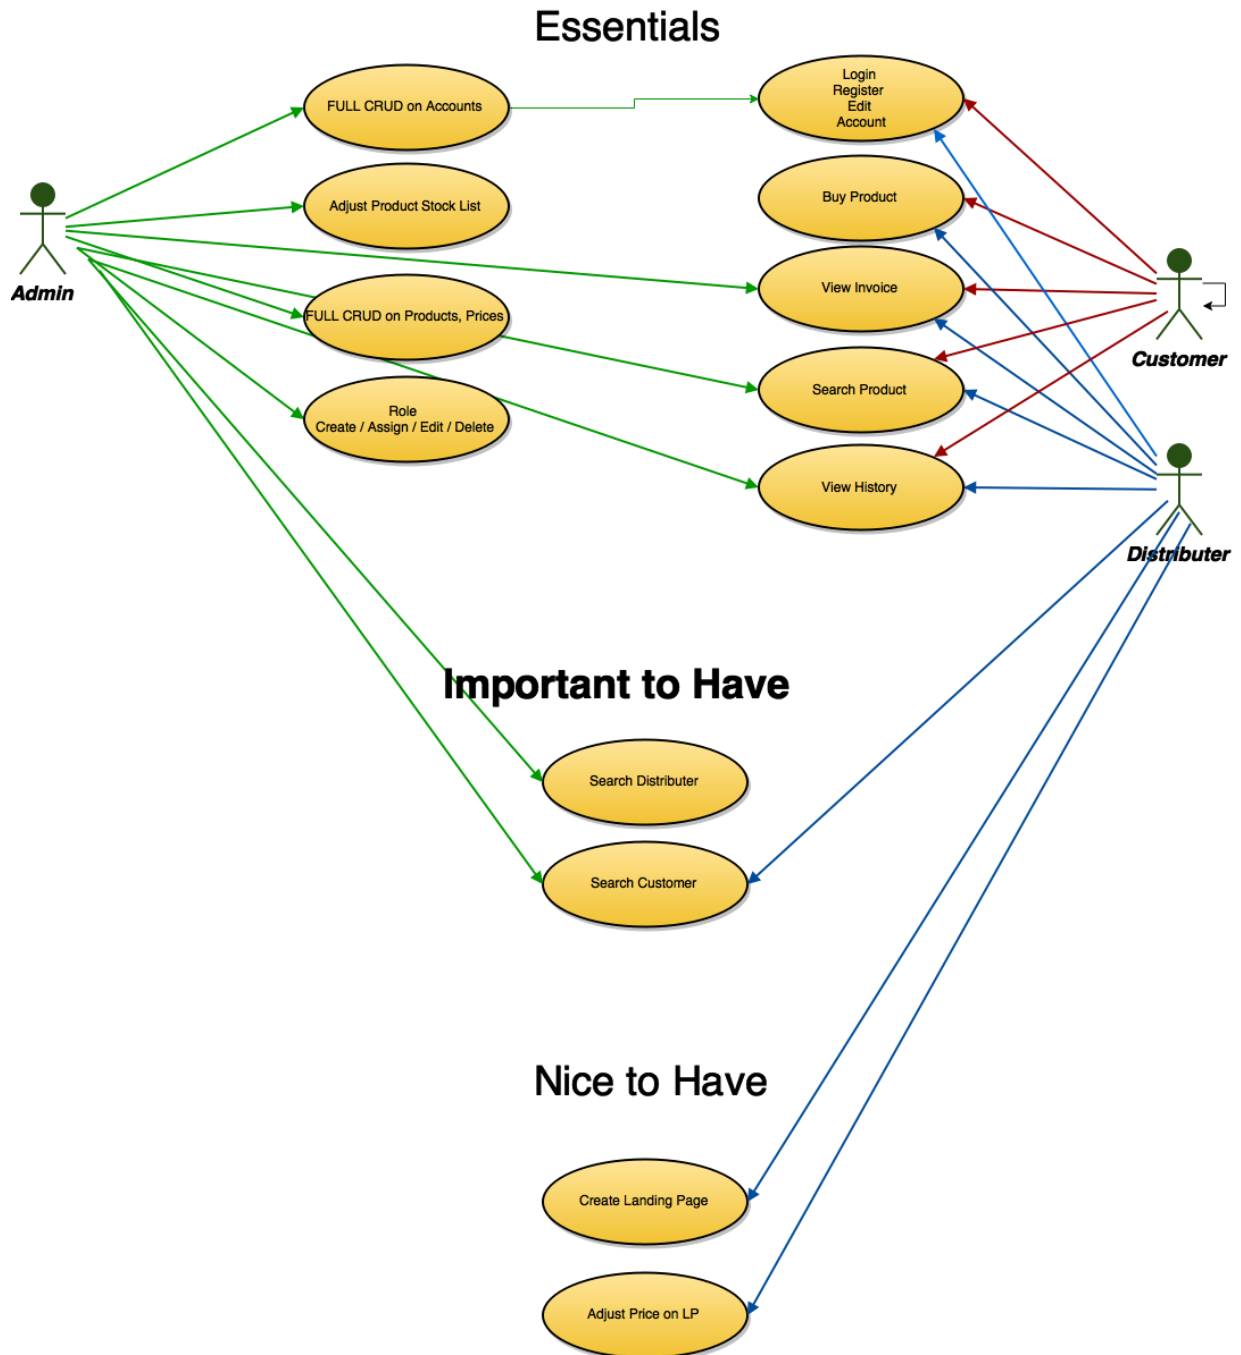 Essentials
FULL CRUD on Accounts
Login
Register
Edit
Account
Adjust Product Stock List
Buy Product
Admin
View Invoice
FULL CRUD on Products, Prices
Customer
Search Product
Role
Create / Assign / Edit / Delete
View History
Distributer
Important to Have
Search Distributer
Search Customer
Nice to Have
Create Landing Page
Adjust Price on LP